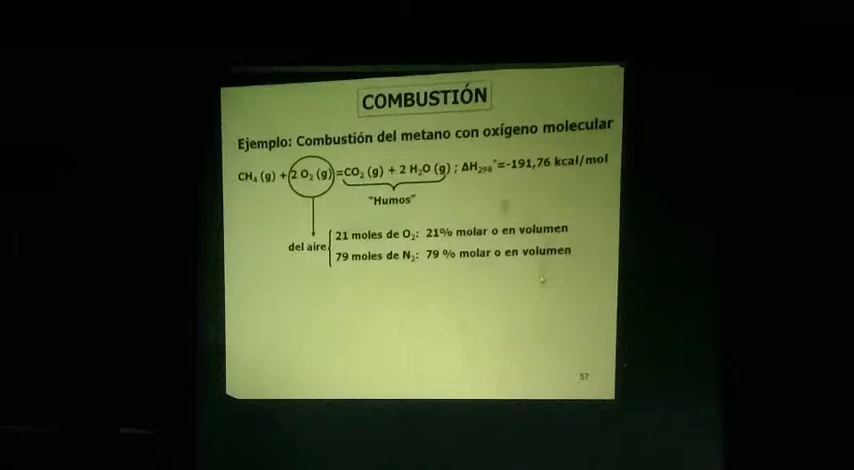 COMBUSTIÓN
Ejemplo: Combustión del metano con oxígeno molecular
CH₄ (g) + 2 O₂ (g) = CO₂ (g) + 2 H₂O (g) ; ΔH₂₉₈°=-191,76 kcal/mol
"Humos"
del aire
21 moles de O₂: 21% molar o en volumen
79 moles de N₂: 79 % molar o en volumen
57